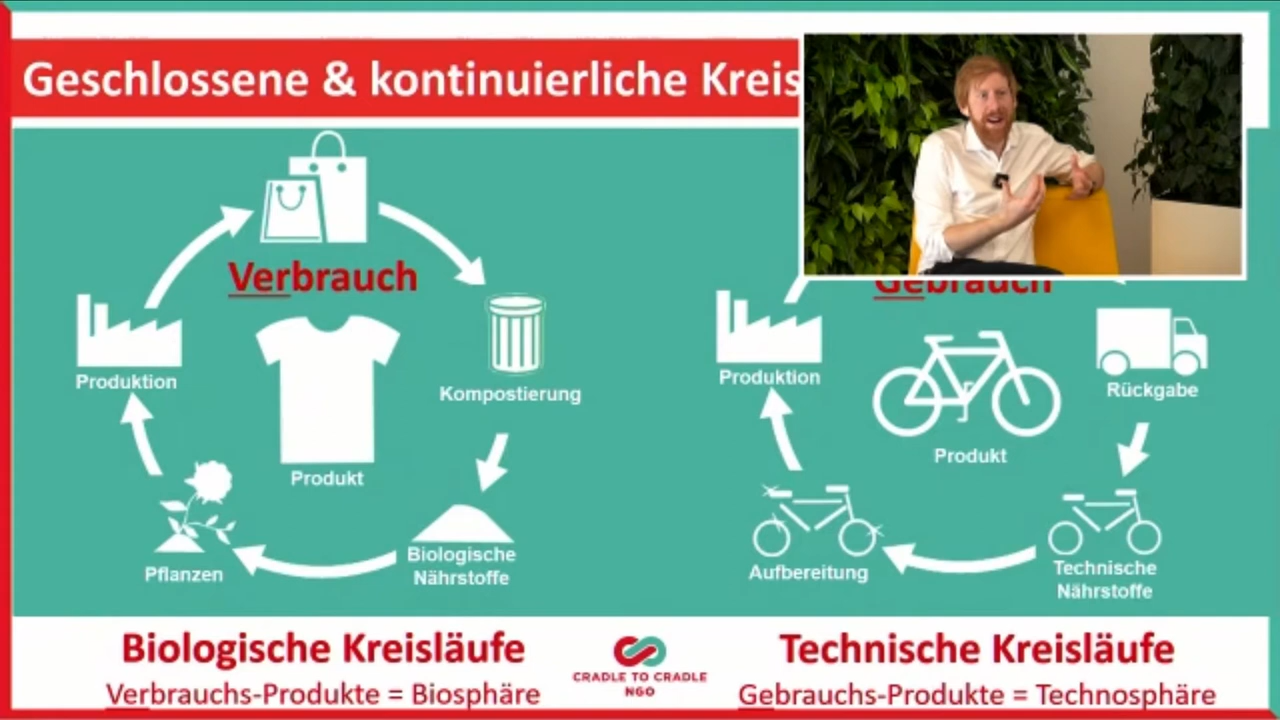 Geschlossene & kontinuierliche Kreis
Verbrauch
Produktion
Kompostierung
Produkt
Pflanzen
Biologische
Nährstoffe
Gebrauch
Produktion
Rückgabe
Produkt
Aufbereitung
Technische
Nährstoffe
Biologische Kreisläufe
Verbrauchs-Produkte = Biosphäre
CRADLE TO CRADLE
NGO
Technische Kreisläufe
Gebrauchs-Produkte = Technosphäre